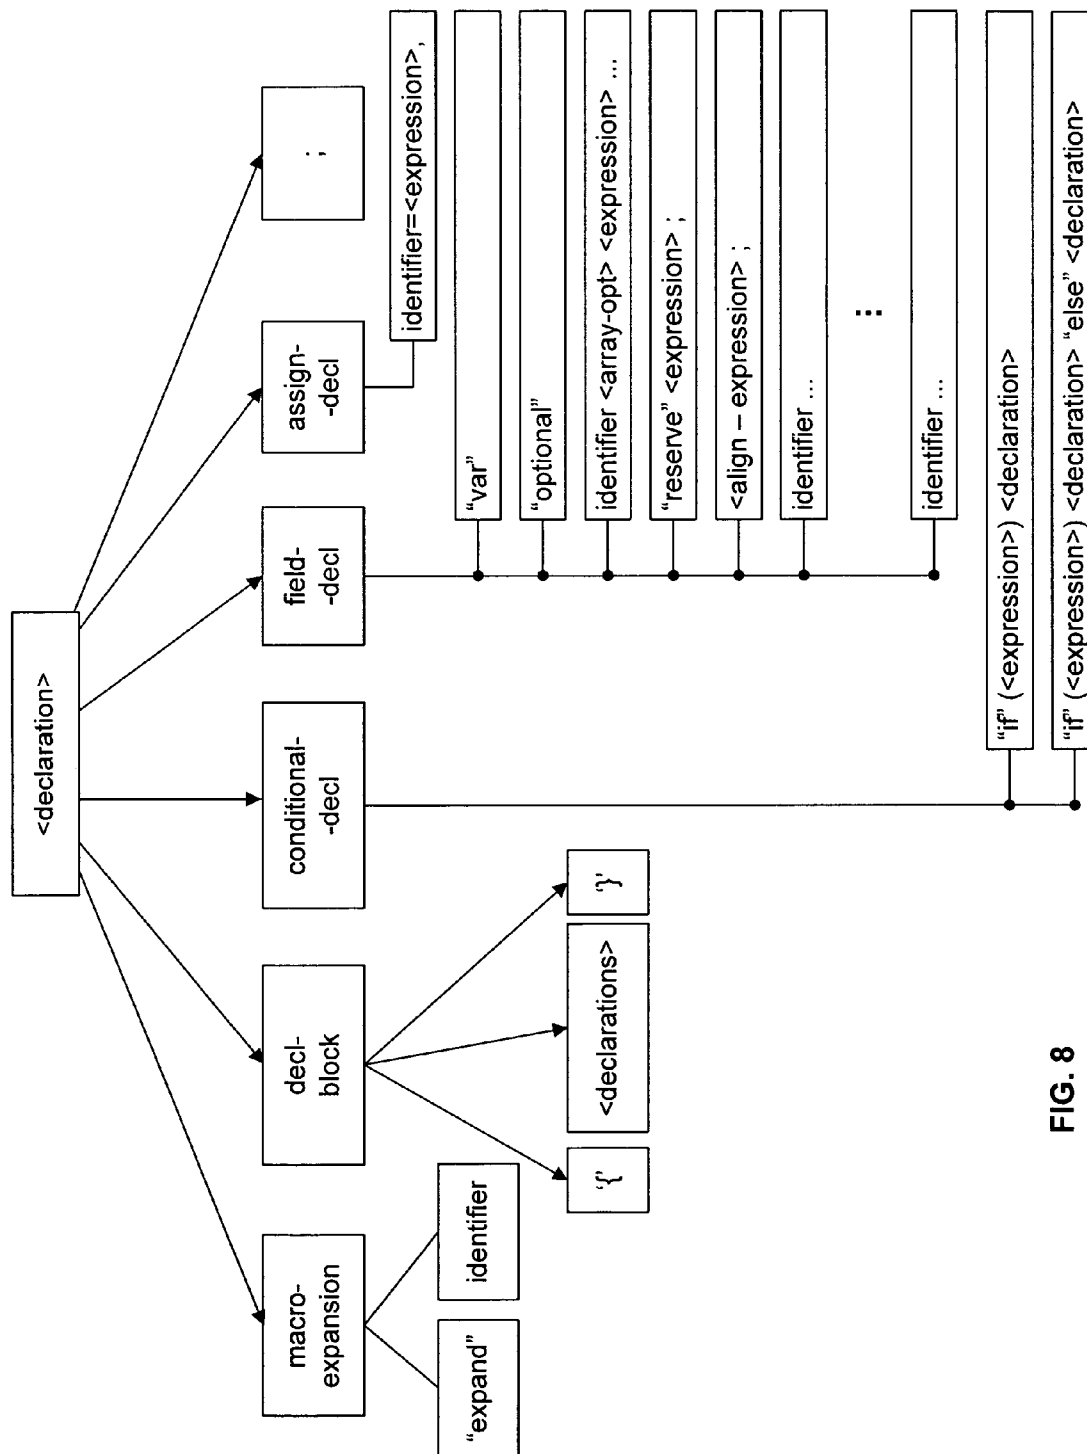 <declaration>
macro-
expansion
decl-
block
conditional-
-decl
field-
-decl
assign-
-decl
;
“expand”
identifier
‘{’
<declarations>
‘}’
identifier=<expression>,
“var”
“optional”
identifier <array-opt> <expression> ...
“reserve” <expression> ;
<align – expression> ;
identifier ...
...
identifier ...
“if” (<expression>) <declaration>
“if” (<expression>) <declaration> “else” <declaration>
FIG. 8